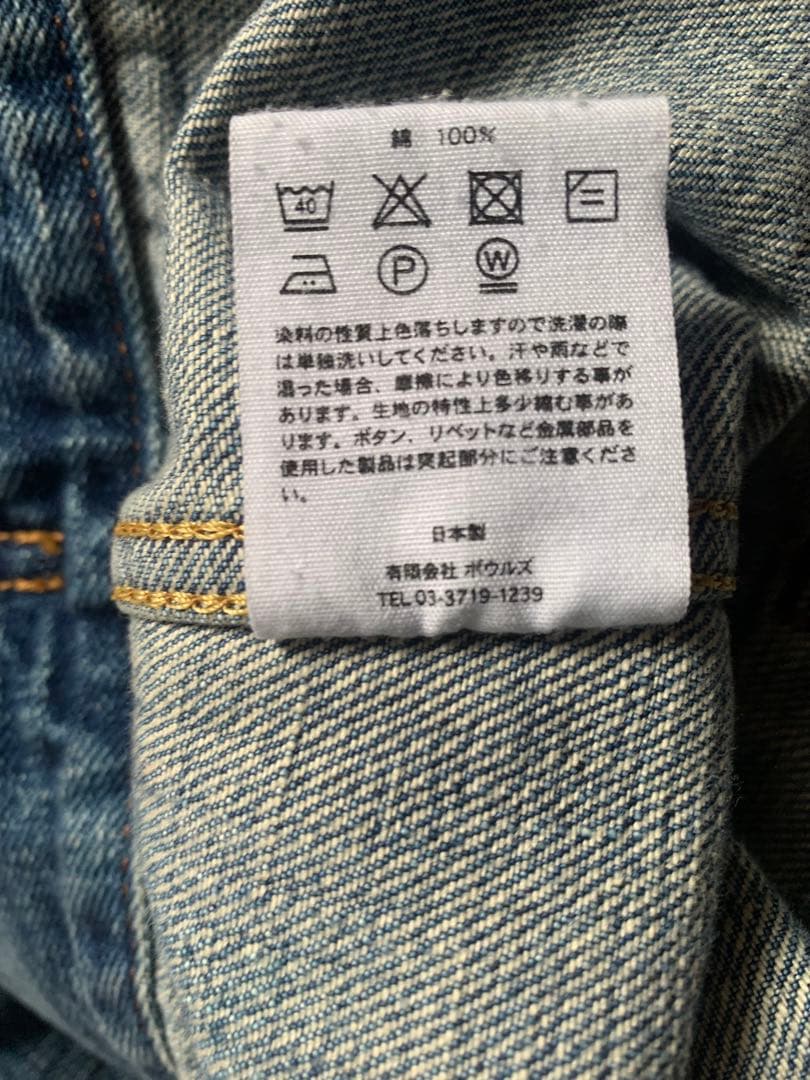 綿 100%
40
P
W
染料の性質上色落ちしますので洗濯の際
は単独洗いしてください。汗や雨などで
湿った場合、摩擦により色移りする事が
あります。生地の特性上多少縮む事があ
ります。ボタン、リベットなど金属部品を
使用した製品は突起部分にご注意くださ
い。
日本製
有限会社 ボウルズ
TEL 03-3719-1239